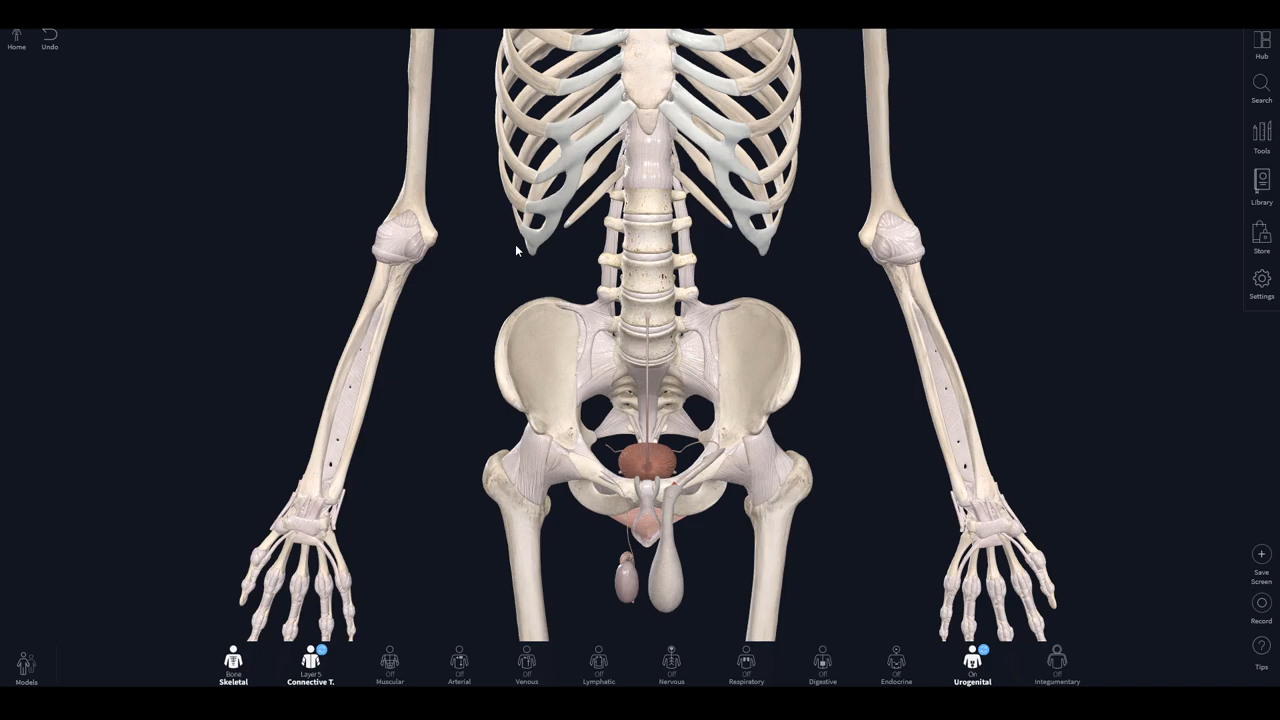 Home
Undo
Hub
Search
Tools
Library
Store
Settings
Save
Screen
Record
Tips
Models
Bone
Skeletal
Layer 5
Connective T.
Off
Muscular
Off
Arterial
Off
Venous
Off
Lymphatic
Off
Nervous
Off
Respiratory
Off
Digestive
Off
Endocrine
On
Urogenital
Off
Integumentary